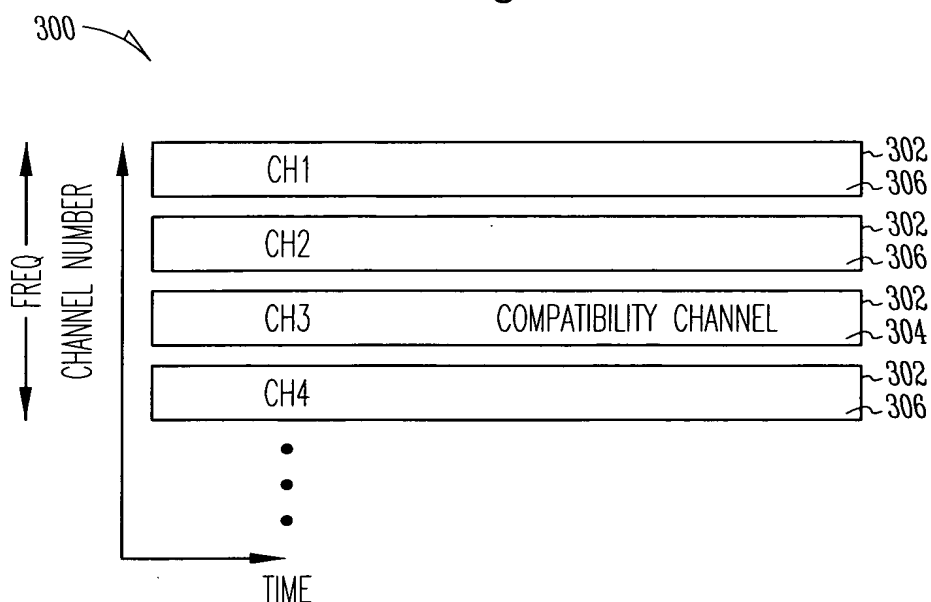 300
FREQ
CHANNEL NUMBER
CH1
302
306
CH2
302
306
CH3 COMPATIBILITY CHANNEL
302
304
CH4
302
306
TIME